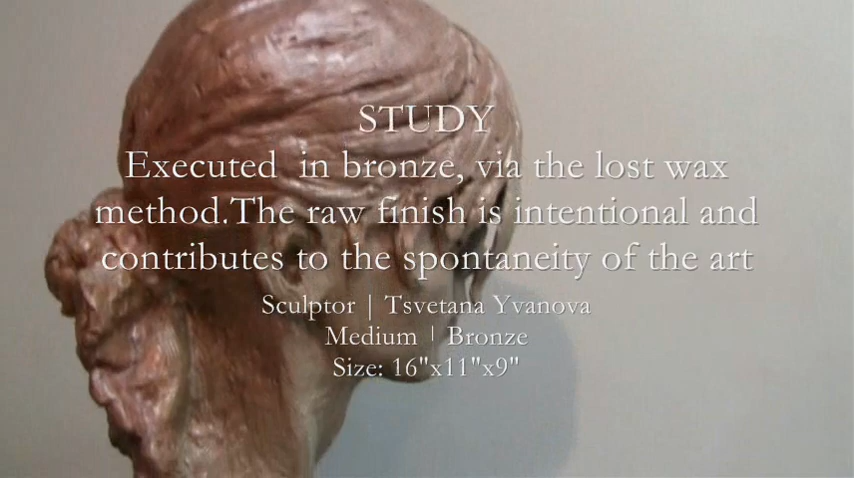 STUDY
Executed  in bronze, via the lost wax
method.The raw finish is intentional and
contributes to the spontaneity of the art
Sculptor | Tsvetana Yvanova
Medium | Bronze
Size: 16"x11"x9"